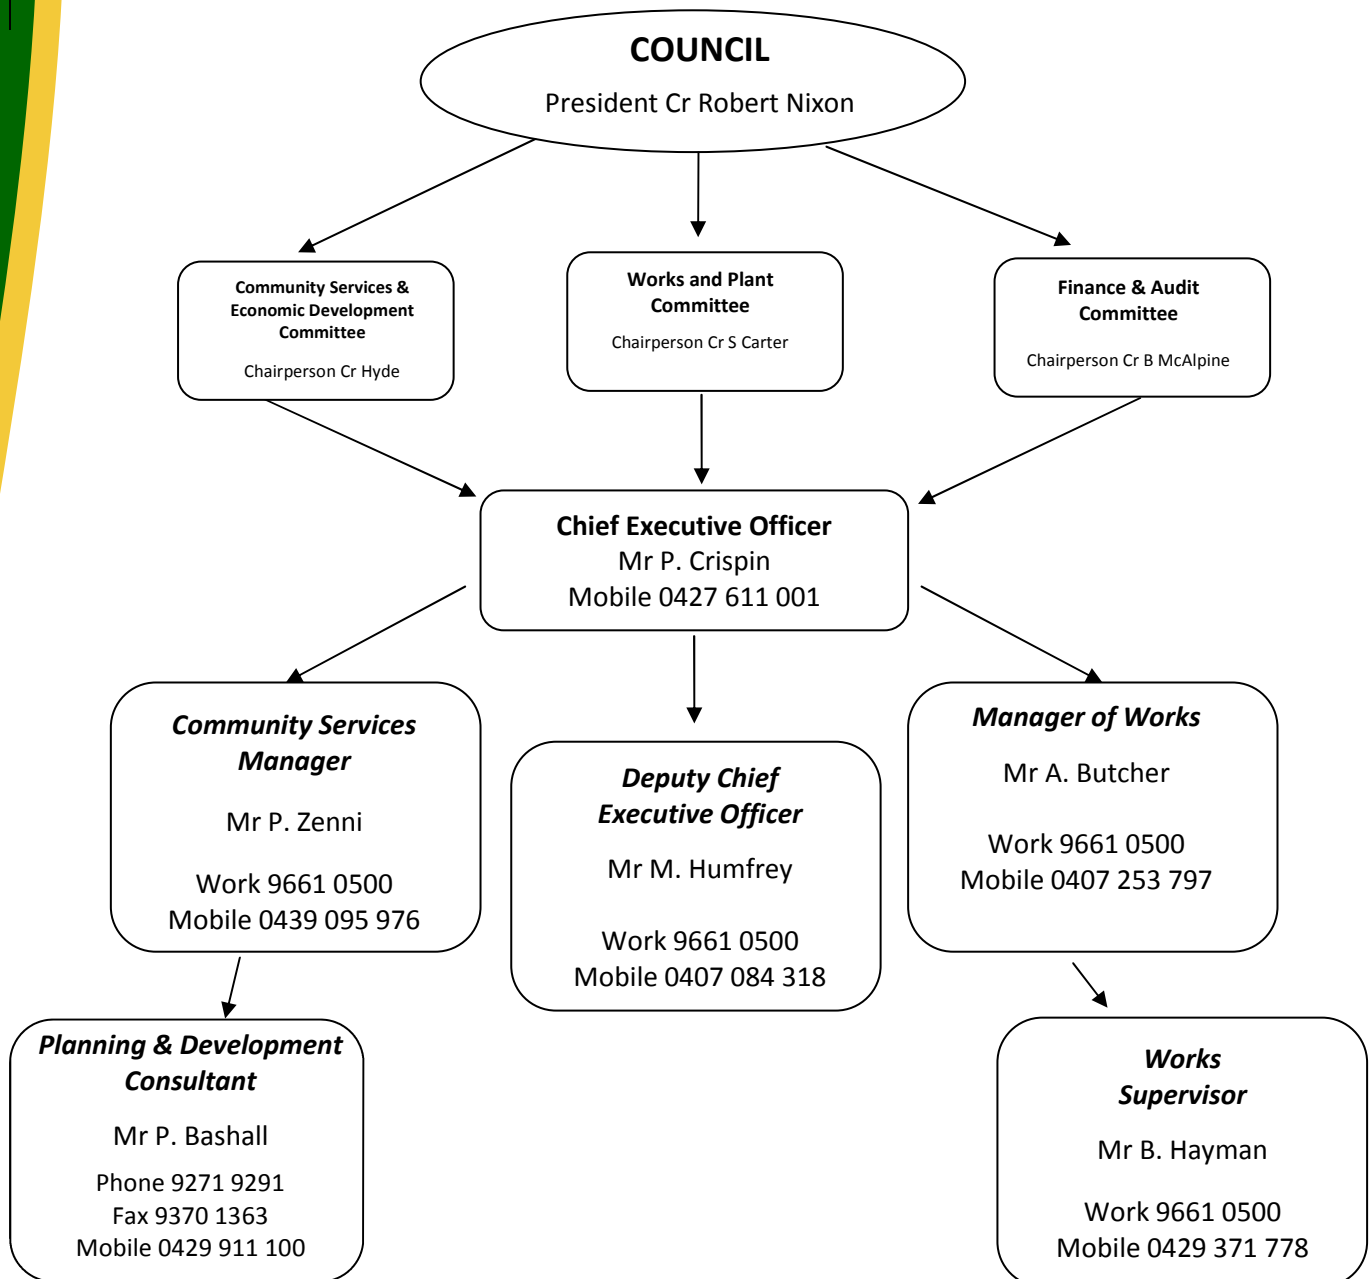 COUNCIL
President Cr Robert Nixon
Community Services &
Economic Development
Committee
Chairperson Cr Hyde
Works and Plant
Committee
Chairperson Cr S Carter
Finance & Audit
Committee
Chairperson Cr B McAlpine
Chief Executive Officer
Mr P. Crispin
Mobile 0427 611 001
Community Services
Manager
Mr P. Zenni
Work 9661 0500
Mobile 0439 095 976
Deputy Chief
Executive Officer
Mr M. Humfrey
Work 9661 0500
Mobile 0407 084 318
Manager of Works
Mr A. Butcher
Work 9661 0500
Mobile 0407 253 797
Planning & Development
Consultant
Mr P. Bashall
Phone 9271 9291
Fax 9370 1363
Mobile 0429 911 100
Works
Supervisor
Mr B. Hayman
Work 9661 0500
Mobile 0429 371 778